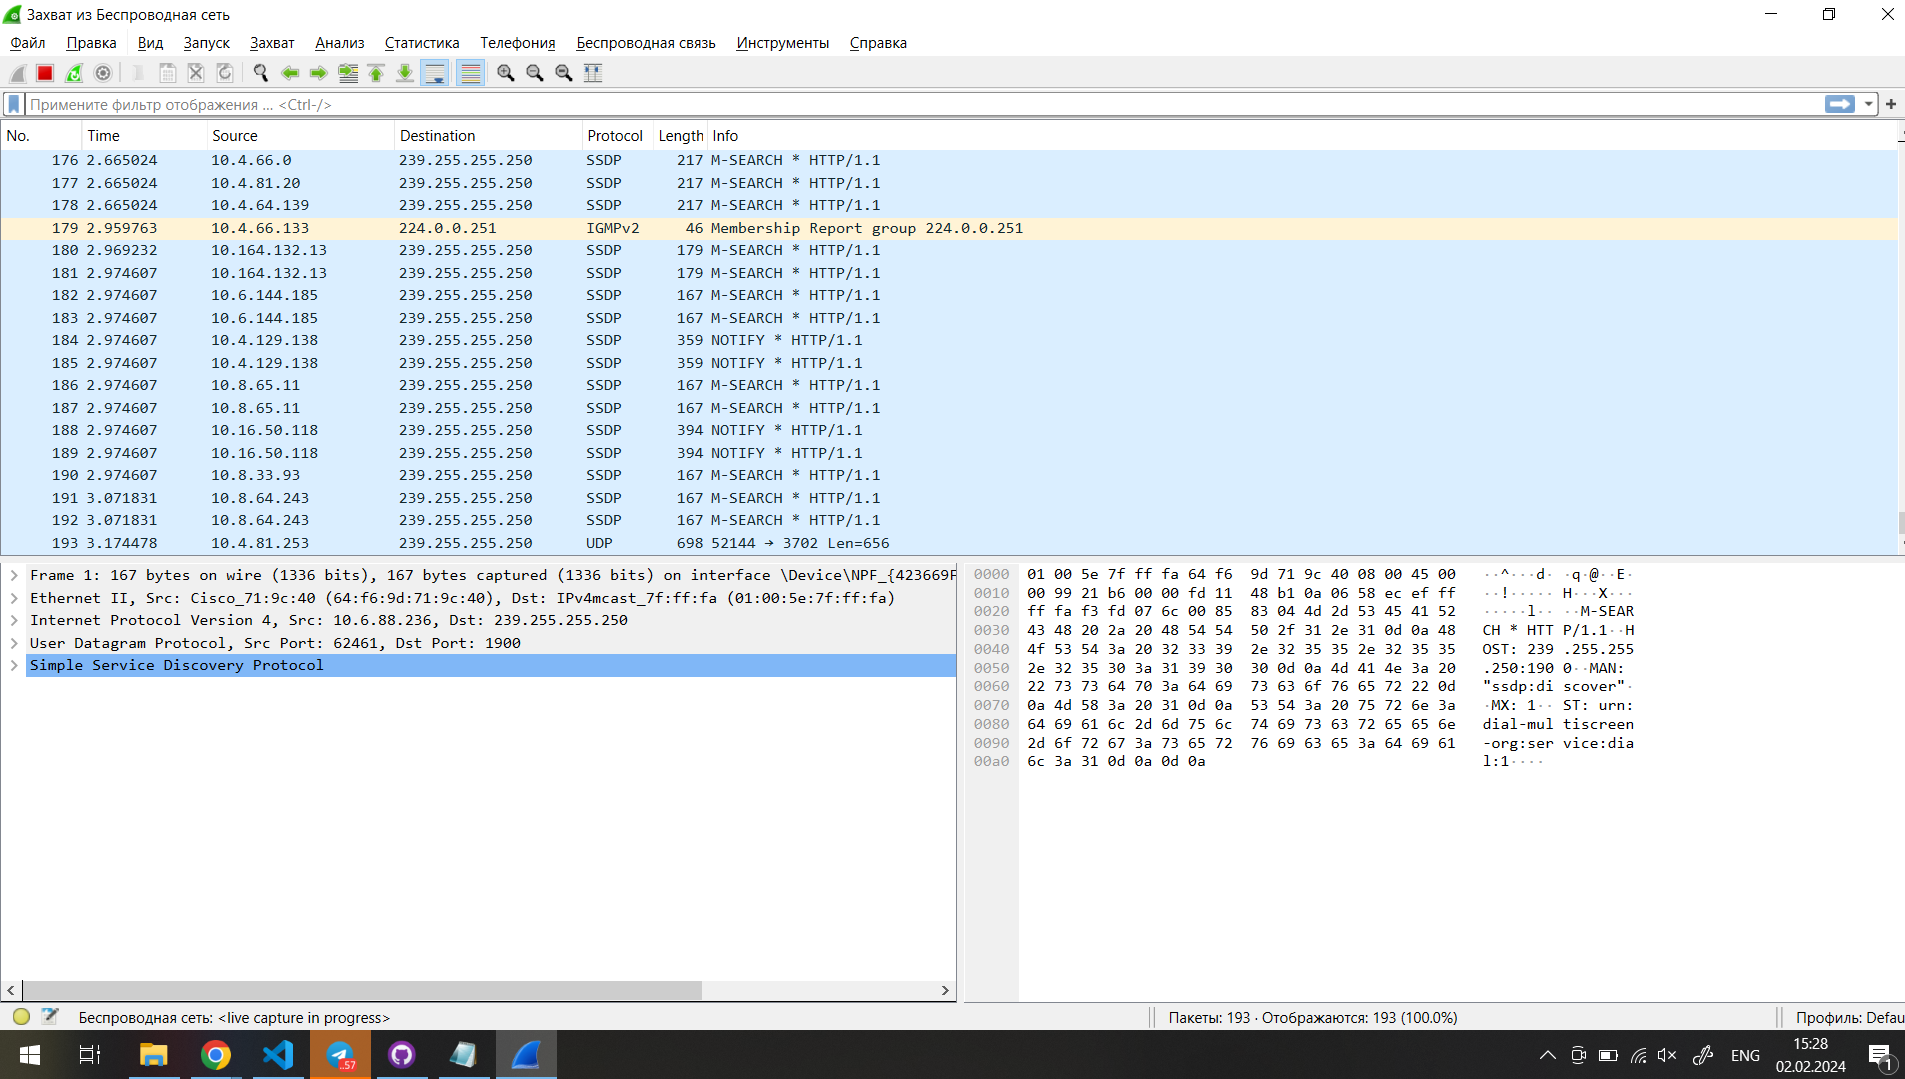 Захват из Беспроводная сеть
Файл Правка Вид Запуск Захват Анализ Статистика Телефония Беспроводная связь Инструменты Справка
Примените фильтр отображения ... <Ctrl-/>
No. Time Source Destination Protocol Length Info
176 2.665024 10.4.66.0 239.255.255.250 SSDP 217 M-SEARCH * HTTP/1.1
177 2.665024 10.4.81.20 239.255.255.250 SSDP 217 M-SEARCH * HTTP/1.1
178 2.665024 10.4.64.139 239.255.255.250 SSDP 217 M-SEARCH * HTTP/1.1
179 2.959763 10.4.66.133 224.0.0.251 IGMPv2 46 Membership Report group 224.0.0.251
180 2.969232 10.164.132.13 239.255.255.250 SSDP 179 M-SEARCH * HTTP/1.1
181 2.974607 10.164.132.13 239.255.255.250 SSDP 179 M-SEARCH * HTTP/1.1
182 2.974607 10.6.144.185 239.255.255.250 SSDP 167 M-SEARCH * HTTP/1.1
183 2.974607 10.6.144.185 239.255.255.250 SSDP 167 M-SEARCH * HTTP/1.1
184 2.974607 10.4.129.138 239.255.255.250 SSDP 359 NOTIFY * HTTP/1.1
185 2.974607 10.4.129.138 239.255.255.250 SSDP 359 NOTIFY * HTTP/1.1
186 2.974607 10.8.65.11 239.255.255.250 SSDP 167 M-SEARCH * HTTP/1.1
187 2.974607 10.8.65.11 239.255.255.250 SSDP 167 M-SEARCH * HTTP/1.1
188 2.974607 10.16.50.118 239.255.255.250 SSDP 394 NOTIFY * HTTP/1.1
189 2.974607 10.16.50.118 239.255.255.250 SSDP 394 NOTIFY * HTTP/1.1
190 2.974607 10.8.33.93 239.255.255.250 SSDP 167 M-SEARCH * HTTP/1.1
191 3.071831 10.8.64.243 239.255.255.250 SSDP 167 M-SEARCH * HTTP/1.1
192 3.071831 10.8.64.243 239.255.255.250 SSDP 167 M-SEARCH * HTTP/1.1
193 3.174478 10.4.81.253 239.255.255.250 UDP 698 52144 → 3702 Len=656
Frame 1: 167 bytes on wire (1336 bits), 167 bytes captured (1336 bits) on interface \Device\NPF_{423669F
Ethernet II, Src: Cisco_71:9c:40 (64:f6:9d:71:9c:40), Dst: IPv4mcast_7f:ff:fa (01:00:5e:7f:ff:fa)
Internet Protocol Version 4, Src: 10.6.88.236, Dst: 239.255.255.250
User Datagram Protocol, Src Port: 62461, Dst Port: 1900
Simple Service Discovery Protocol
0000 01 00 5e 7f ff fa 64 f6 9d 71 9c 40 08 00 45 00 ··^···d· ·q·@··E·
0010 00 99 21 b6 00 00 fd 11 48 b1 0a 06 58 ec ef ff ··!····· H···X···
0020 ff fa f3 fd 07 6c 00 85 83 04 4d 2d 53 45 41 52 ·····l·· ··M-SEAR
0030 43 48 20 2a 20 48 54 54 50 2f 31 2e 31 0d 0a 48 CH * HTT P/1.1··H
0040 4f 53 54 3a 20 32 33 39 2e 32 35 35 2e 32 35 35 OST: 239 .255.255
0050 2e 32 35 30 3a 31 39 30 30 0d 0a 4d 41 4e 3a 20 .250:190 0··MAN:
0060 22 73 73 64 70 3a 64 69 73 63 6f 76 65 72 22 0d "ssdp:di scover"·
0070 0a 4d 58 3a 20 31 0d 0a 53 54 3a 20 75 72 6e 3a ·MX: 1·· ST: urn:
0080 64 69 61 6c 2d 6d 75 6c 74 69 73 63 72 65 65 6e dial-mul tiscreen
0090 2d 6f 72 67 3a 73 65 72 76 69 63 65 3a 64 69 61 -org:ser vice:dia
00a0 6c 3a 31 0d 0a 0d 0a l:1····
Беспроводная сеть: <live capture in progress>
Пакеты: 193 · Отображаются: 193 (100.0%)
Профиль: Defau
..57
ENG
15:28
02.02.2024
1